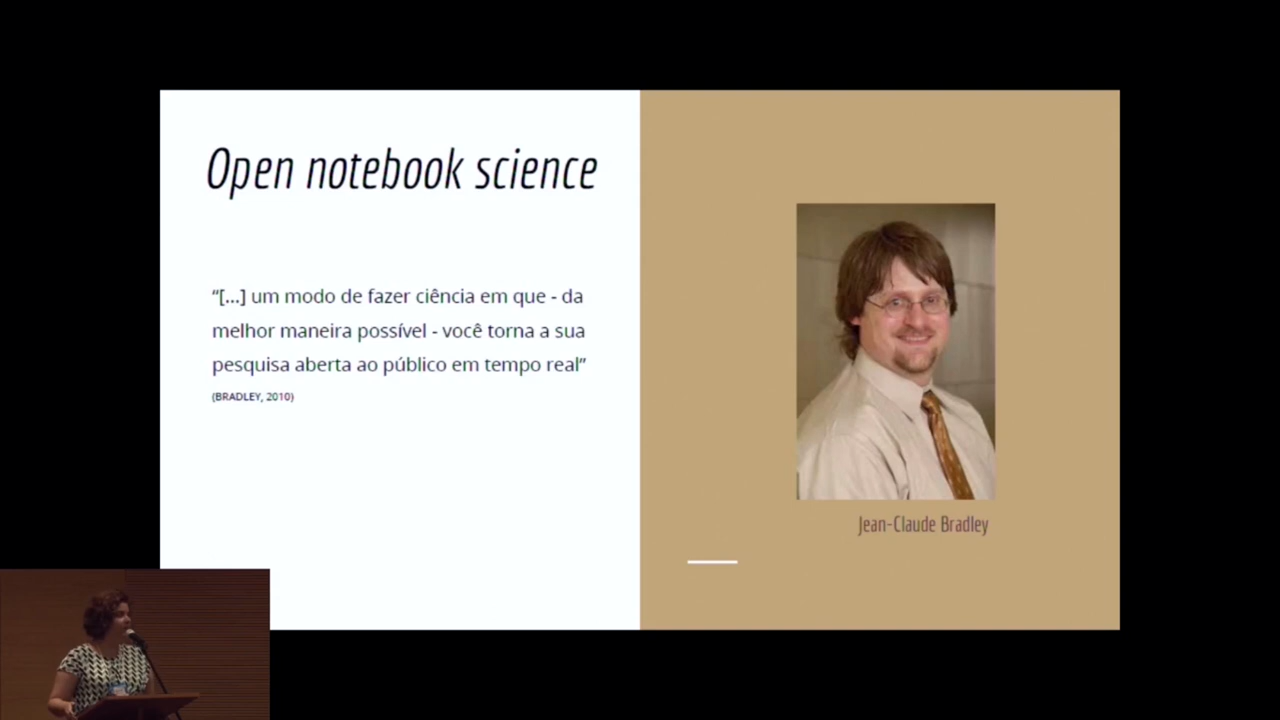 Open notebook science
“[...] um modo de fazer ciência em que - da
melhor maneira possível - você torna a sua
pesquisa aberta ao público em tempo real”
(BRADLEY, 2010)
Jean-Claude Bradley